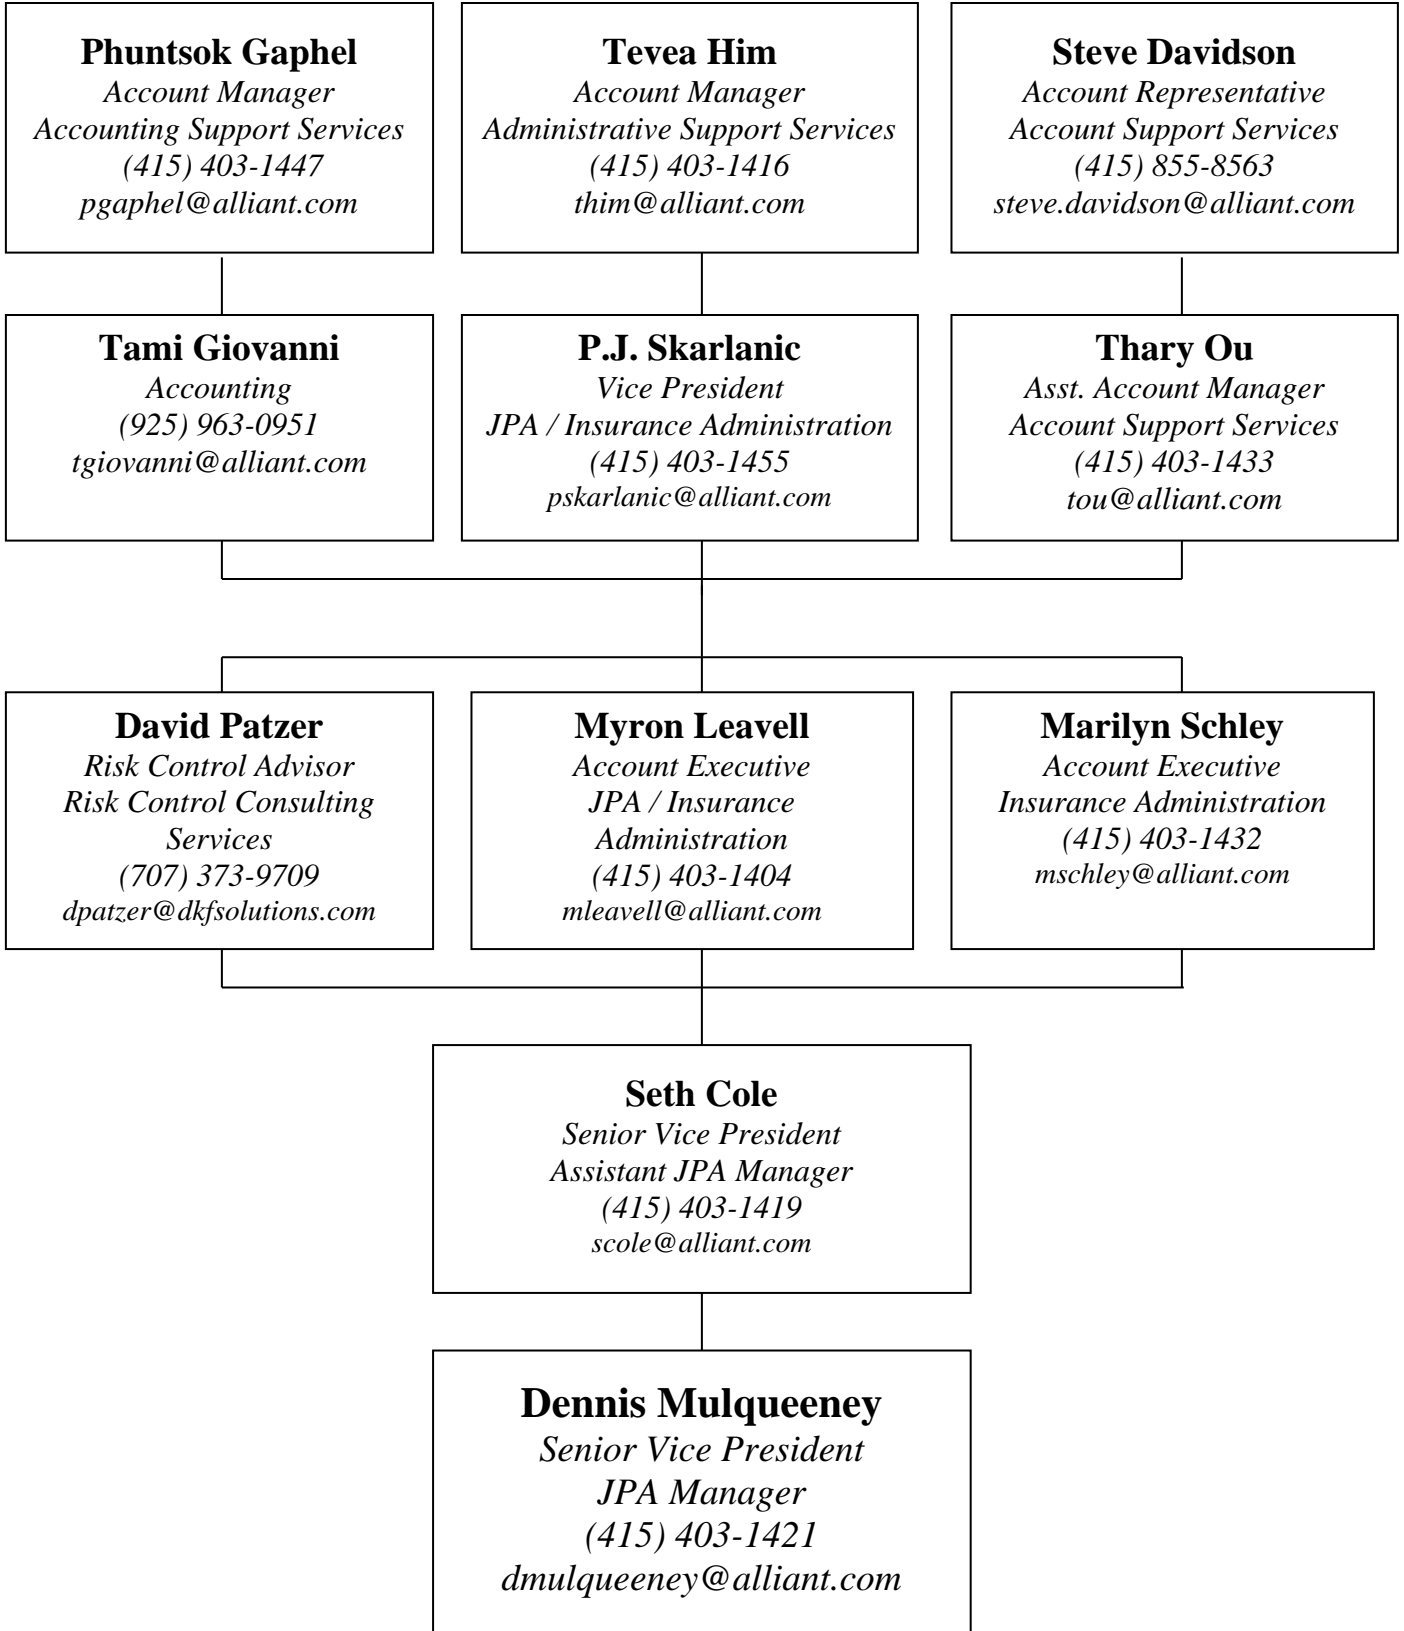 Phuntsok Gaphel
Account Manager
Accounting Support Services
(415) 403-1447
pgaphel@alliant.com
Tevea Him
Account Manager
Administrative Support Services
(415) 403-1416
thim@alliant.com
Steve Davidson
Account Representative
Account Support Services
(415) 855-8563
steve.davidson@alliant.com
Tami Giovanni
Accounting
(925) 963-0951
tgiovanni@alliant.com
P.J. Skarlanic
Vice President
JPA / Insurance Administration
(415) 403-1455
pskarlanic@alliant.com
Thary Ou
Asst. Account Manager
Account Support Services
(415) 403-1433
tou@alliant.com
David Patzer
Risk Control Advisor
Risk Control Consulting
Services
(707) 373-9709
dpatzer@dkfsolutions.com
Myron Leavell
Account Executive
JPA / Insurance
Administration
(415) 403-1404
mleavell@alliant.com
Marilyn Schley
Account Executive
Insurance Administration
(415) 403-1432
mschley@alliant.com
Seth Cole
Senior Vice President
Assistant JPA Manager
(415) 403-1419
scole@alliant.com
Dennis Mulqueeney
Senior Vice President
JPA Manager
(415) 403-1421
dmulqueeney@alliant.com